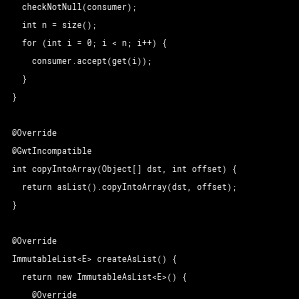 checkNotNull(consumer);
int n = size();
for (int i = 0; i < n; i++) {
consumer.accept(get(i));
}
}
@Override
@GwtIncompatible
int copyIntoArray(Object[] dst, int offset) {
return asList().copyIntoArray(dst, offset);
}
@Override
ImmutableList<E> createAsList() {
return new ImmutableAsList<E>() {
@Override